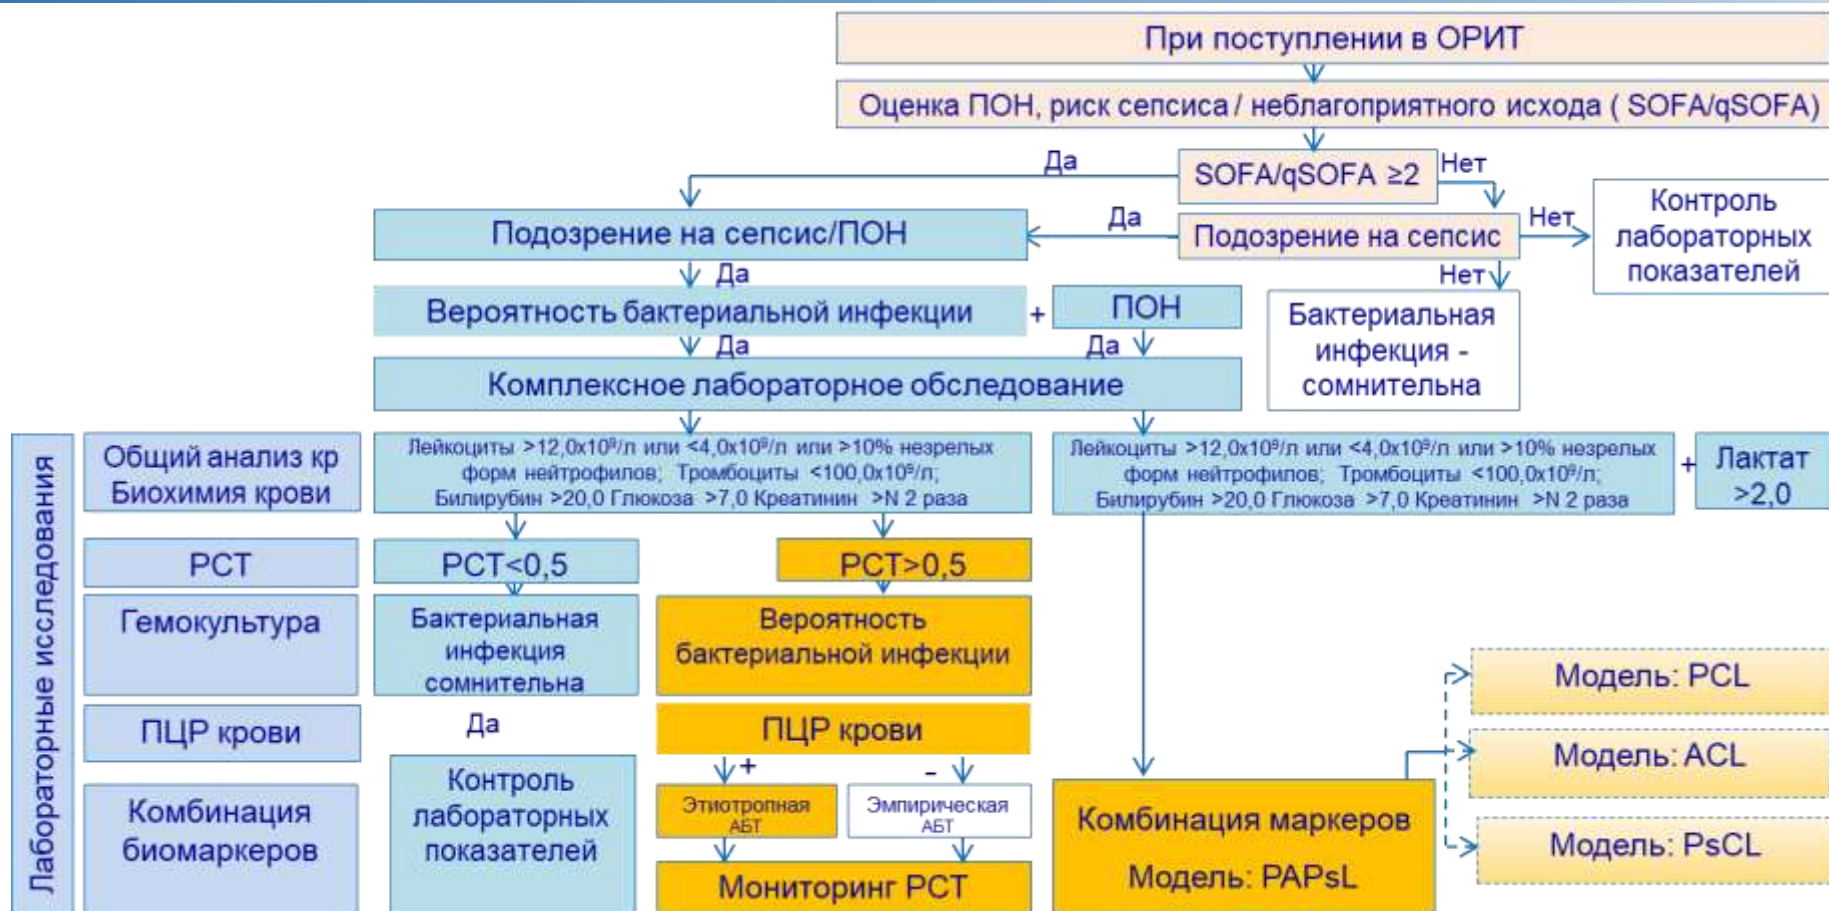 При поступлении в ОРИТ
Оценка ПОН, риск сепсиса / неблагоприятного исхода ( SOFA/qSOFA)
Да
SOFA/qSOFA ≥2
Нет
Подозрение на сепсис/ПОН
Да
Подозрение на сепсис
Нет
Контроль
лабораторных
показателей
Да
Нет
Вероятность бактериальной инфекции
+
ПОН
Бактериальная
инфекция -
сомнительна
Да
Да
Комплексное лабораторное обследование
Лабораторные исследования
Общий анализ кр
Биохимия крови
Лейкоциты >12,0x10⁹/л или <4,0x10⁹/л или >10% незрелых
форм нейтрофилов; Тромбоциты <100,0x10⁹/л;
Билирубин >20,0 Глюкоза >7,0 Креатинин >N 2 раза
Лейкоциты >12,0x10⁹/л или <4,0x10⁹/л или >10% незрелых
форм нейтрофилов; Тромбоциты <100,0x10⁹/л;
Билирубин >20,0 Глюкоза >7,0 Креатинин >N 2 раза
+
Лактат
>2,0
PCT
PCT<0,5
PCT>0,5
Гемокультура
Бактериальная
инфекция
сомнительна
Вероятность
бактериальной инфекции
ПЦР крови
Да
ПЦР крови
+
-
Комбинация
биомаркеров
Контроль
лабораторных
показателей
Этиотропная
АБТ
Эмпирическая
АБТ
Мониторинг PCT
Комбинация маркеров
Модель: PAPsL
Модель: PCL
Модель: ACL
Модель: PsCL